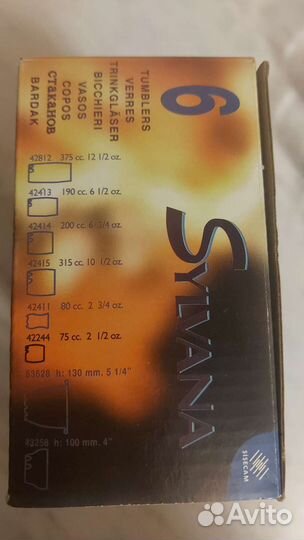 6
SYLVANA
TUMBLERS
VERRES
TRINKGLÄSER
BICCHIERI
VASOS
COPOS
СТАКАНОВ
BARDAK
42812 375 cc. 12 1/2 oz.
42413 190 cc. 6 1/2 oz.
42414 200 cc. 6 3/4 oz.
42415 315 cc. 10 1/2 oz.
42411 80 cc. 2 3/4 oz.
42244 75 cc. 2 1/2 oz.
53628 h: 130 mm. 5 1/4"
43258 h: 100 mm. 4"
ŞİŞECAM
Avito